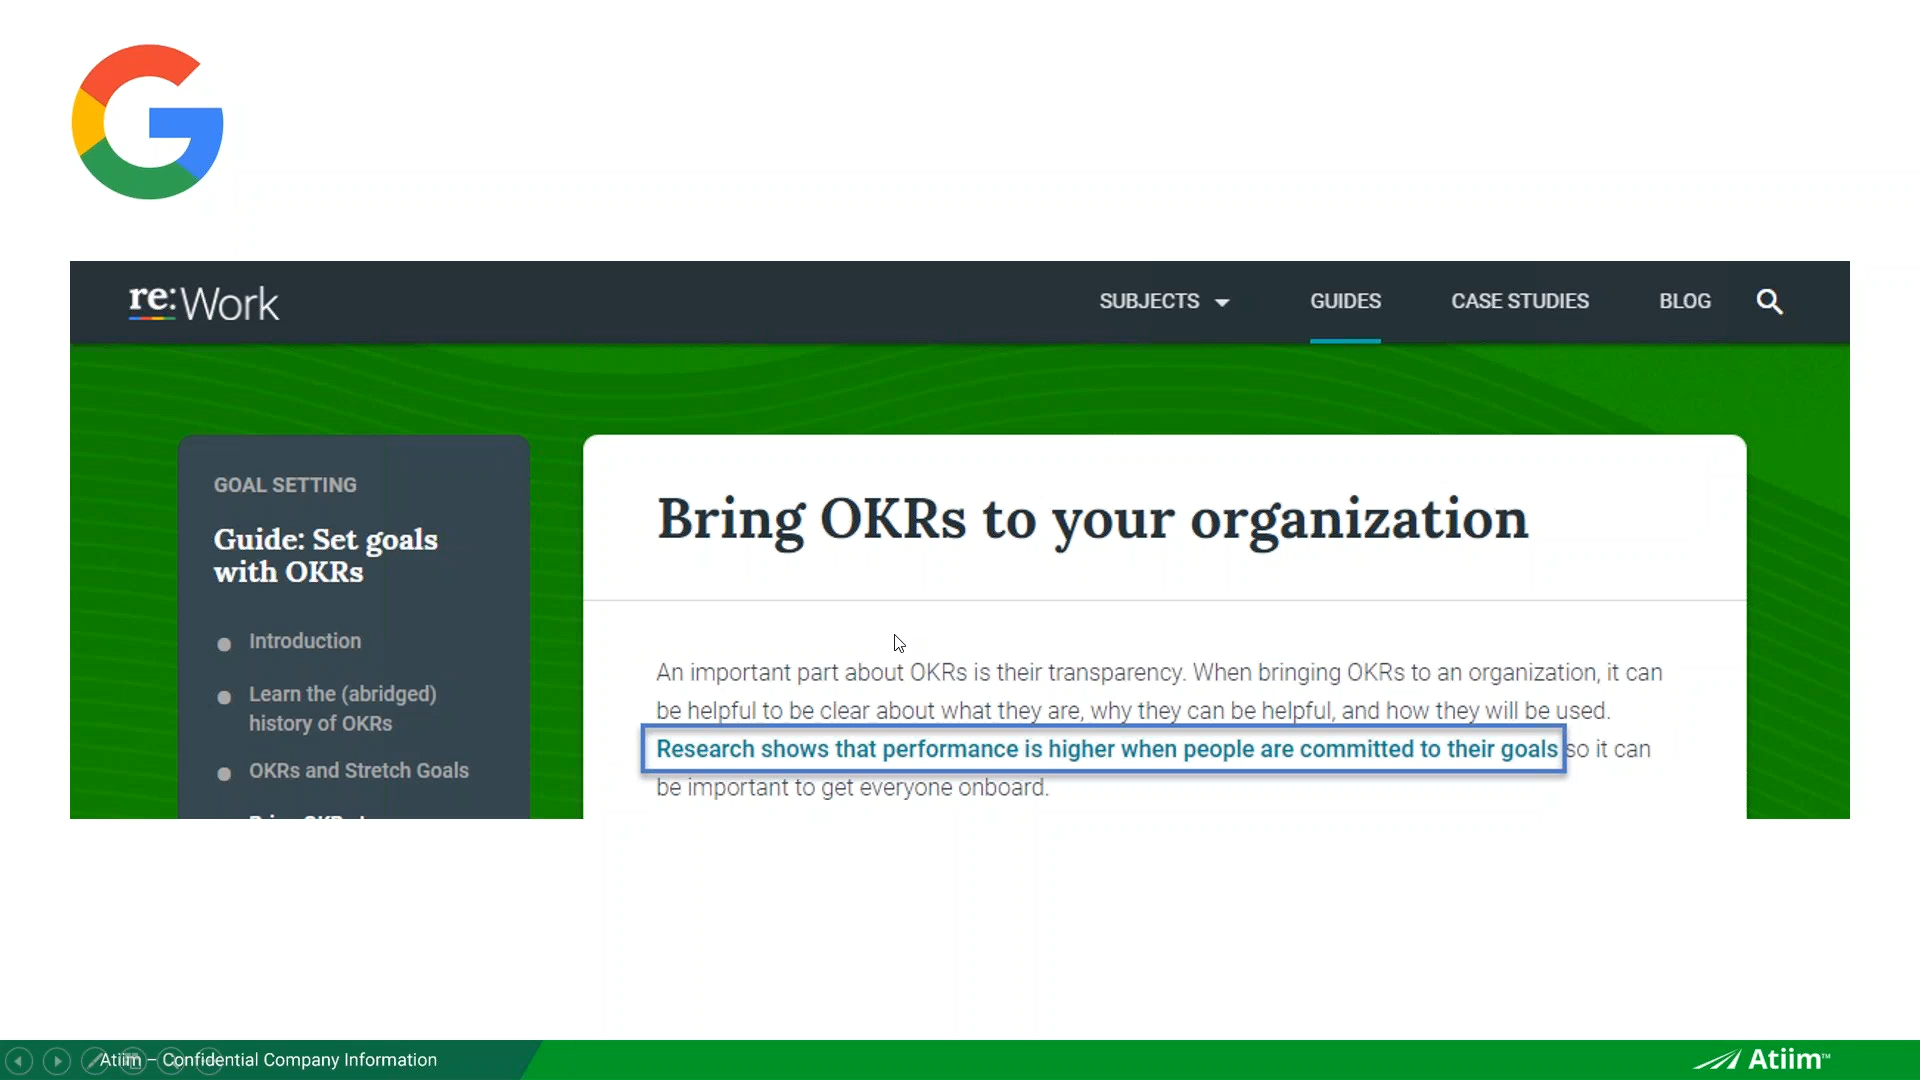 re:Work
SUBJECTS
GUIDES
CASE STUDIES
BLOG
GOAL SETTING
Guide: Set goals
with OKRs
Introduction
Learn the (abridged)
history of OKRs
OKRs and Stretch Goals
Bring OKRs to your organization
An important part about OKRs is their transparency. When bringing OKRs to an organization, it can
be helpful to be clear about what they are, why they can be helpful, and how they will be used.
Research shows that performance is higher when people are committed to their goals so it can
be important to get everyone onboard.
Atiim – Confidential Company Information
Atiim™